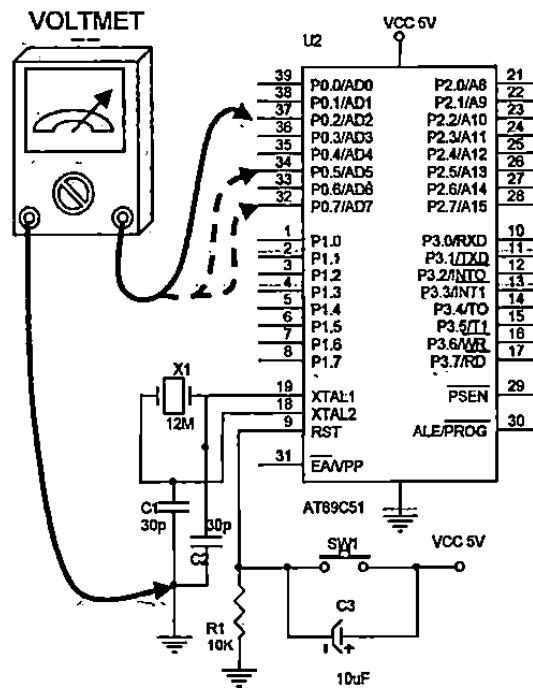 VOLTMET
U2
VCC 5V
39 P0.0/AD0 P2.0/A8 21
38 P0.1/AD1 P2.1/A9 22
37 P0.2/AD2 P2.2/A10 23
36 P0.3/AD3 P2.3/A11 24
35 P0.4/AD4 P2.4/A12 25
34 P0.5/AD5 P2.5/A13 26
33 P0.6/AD6 P2.6/A14 27
32 P0.7/AD7 P2.7/A15 28
1 P1.0 P3.0/RXD 10
2 P1.1 P3.1/TXD 11
3 P1.2 P3.2/INTO 12
4 P1.3 P3.3/INT1 13
5 P1.4 P3.4/TO 14
6 P1.5 P3.5/T1 15
7 P1.6 P3.6/WR 16
8 P1.7 P3.7/RD 17
X1
12M
19 XTAL1 PSEN 29
18 XTAL2
9 RST ALE/PROG 30
31 EA/VPP
C1
30p
30p
AT89C51
SW1
VCC 5V
R1
10K
C3
- +
10uF